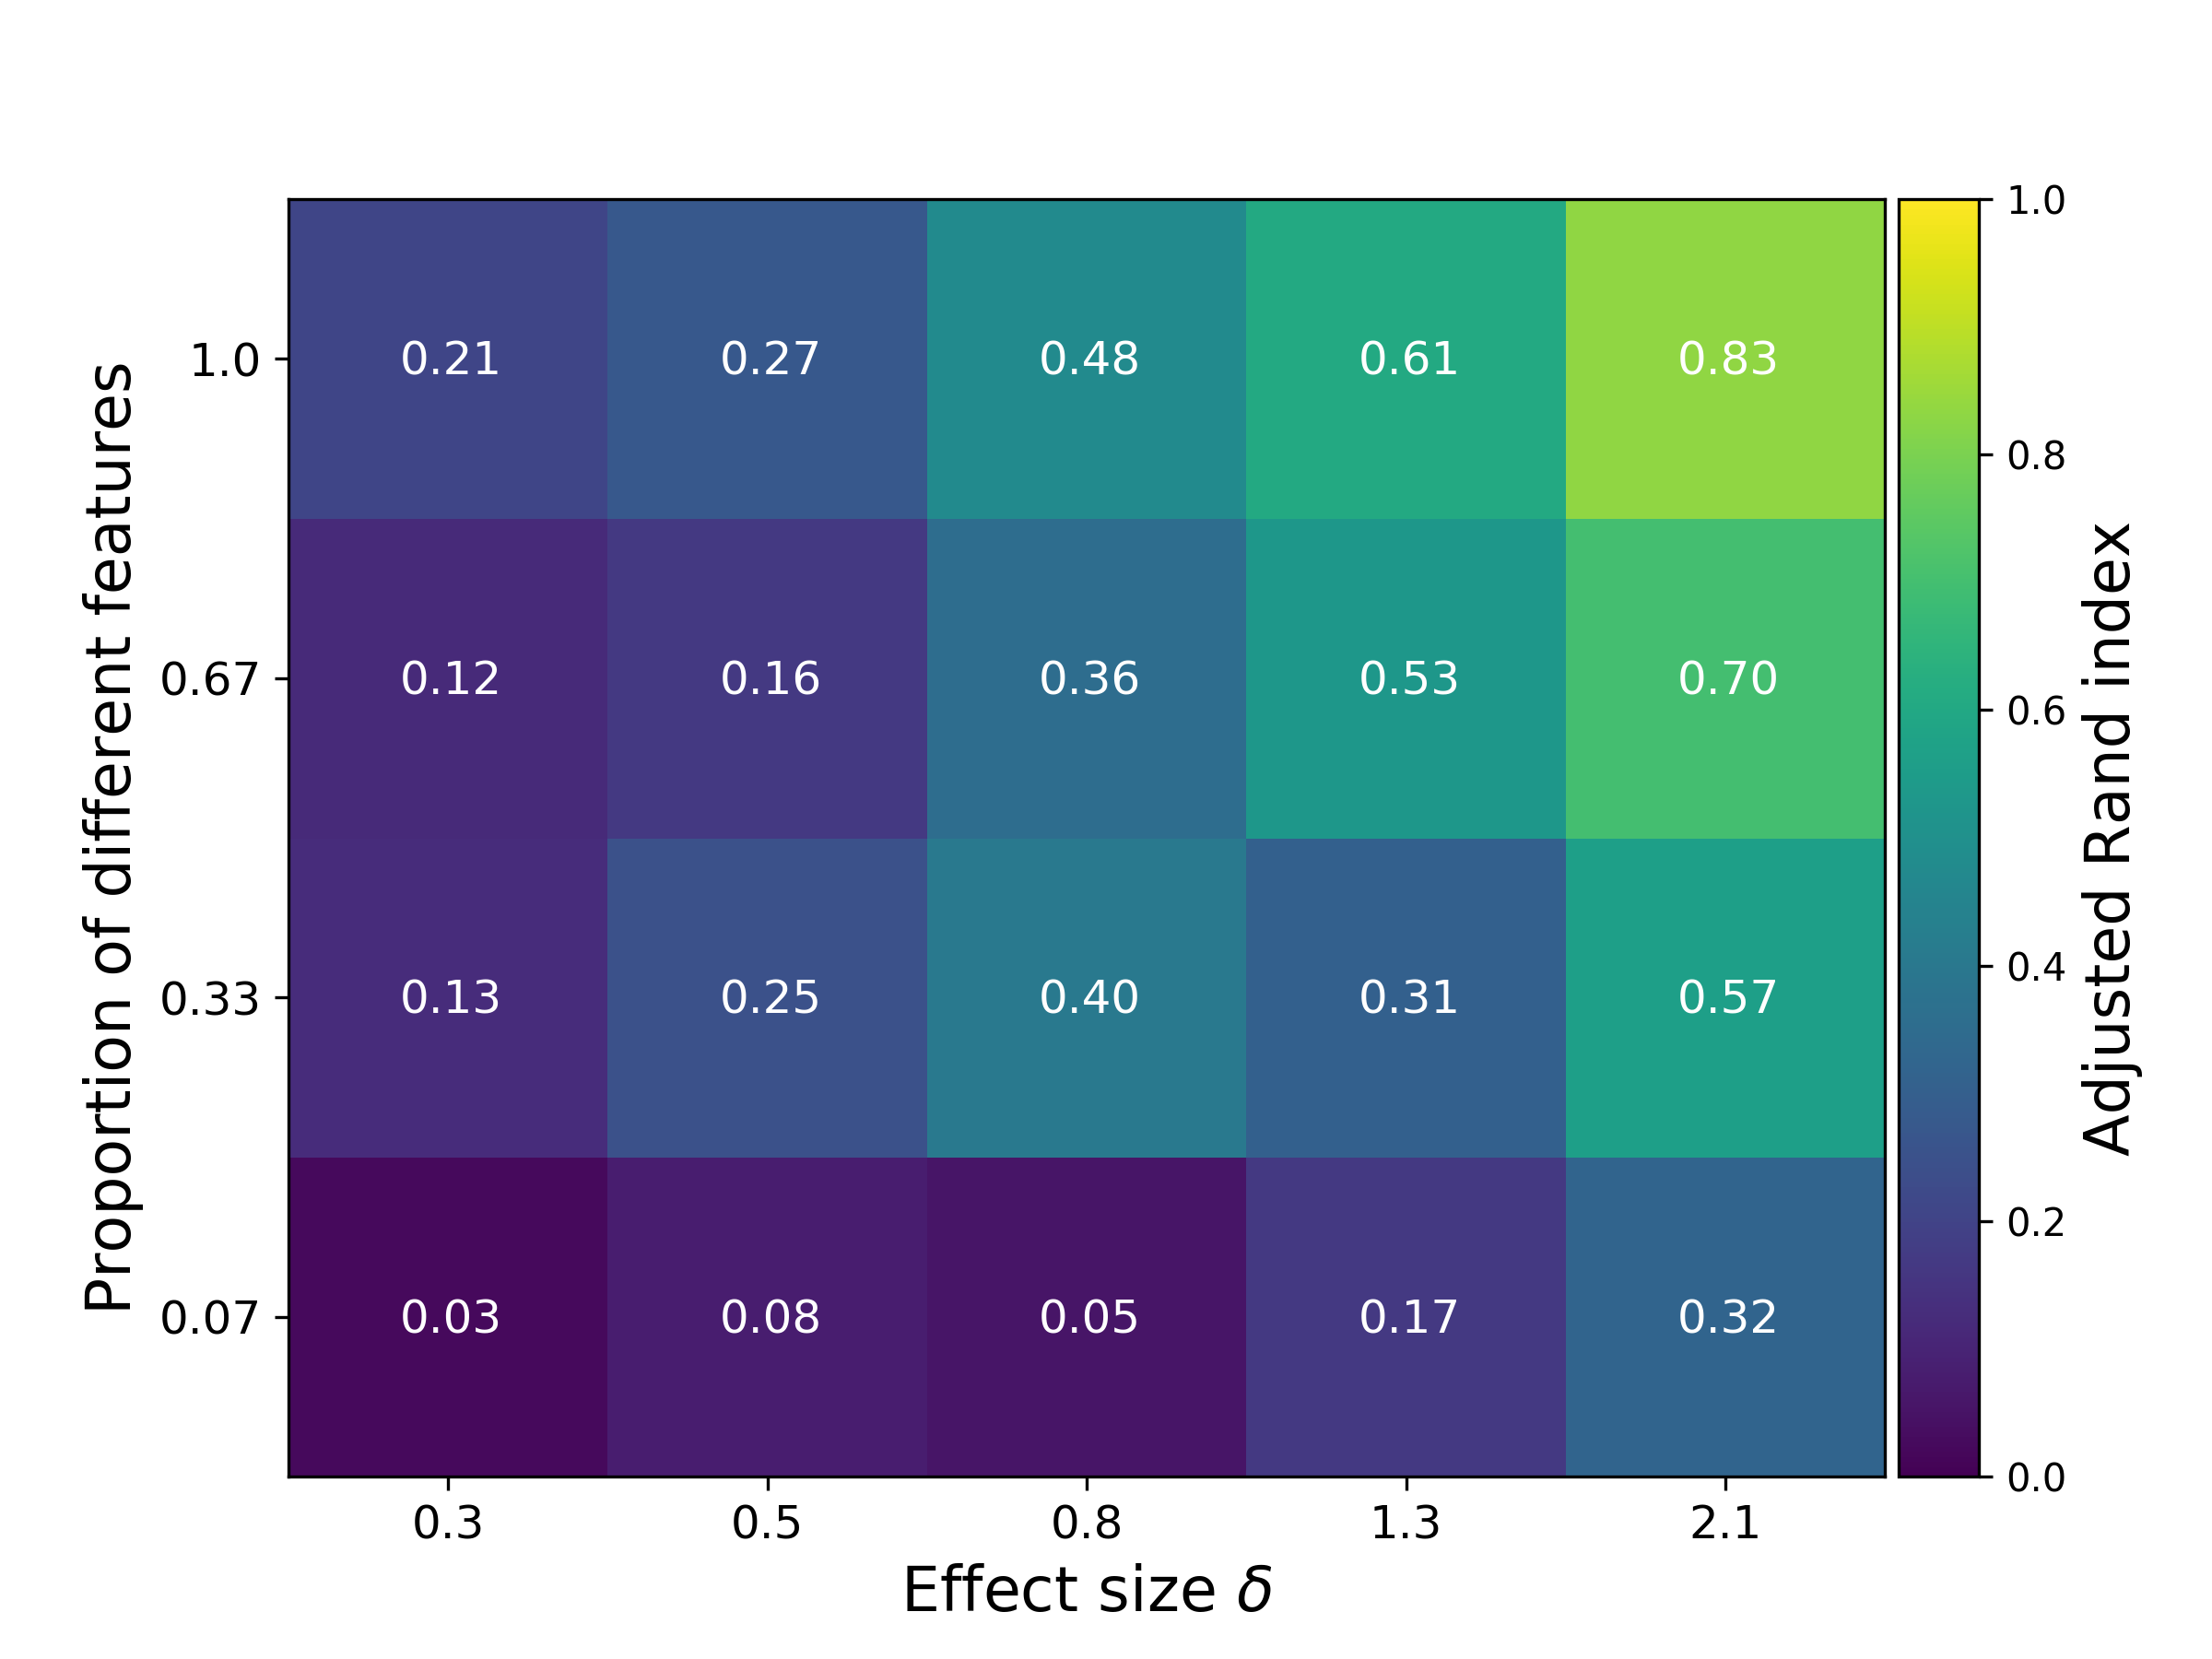 Proportion of different features
1.0
0.67
0.33
0.07
0.21 0.27 0.48 0.61 0.83
0.12 0.16 0.36 0.53 0.70
0.13 0.25 0.40 0.31 0.57
0.03 0.08 0.05 0.17 0.32
0.3 0.5 0.8 1.3 2.1
Effect size δ
1.0
0.8
0.6
0.4
0.2
0.0
Adjusted Rand index